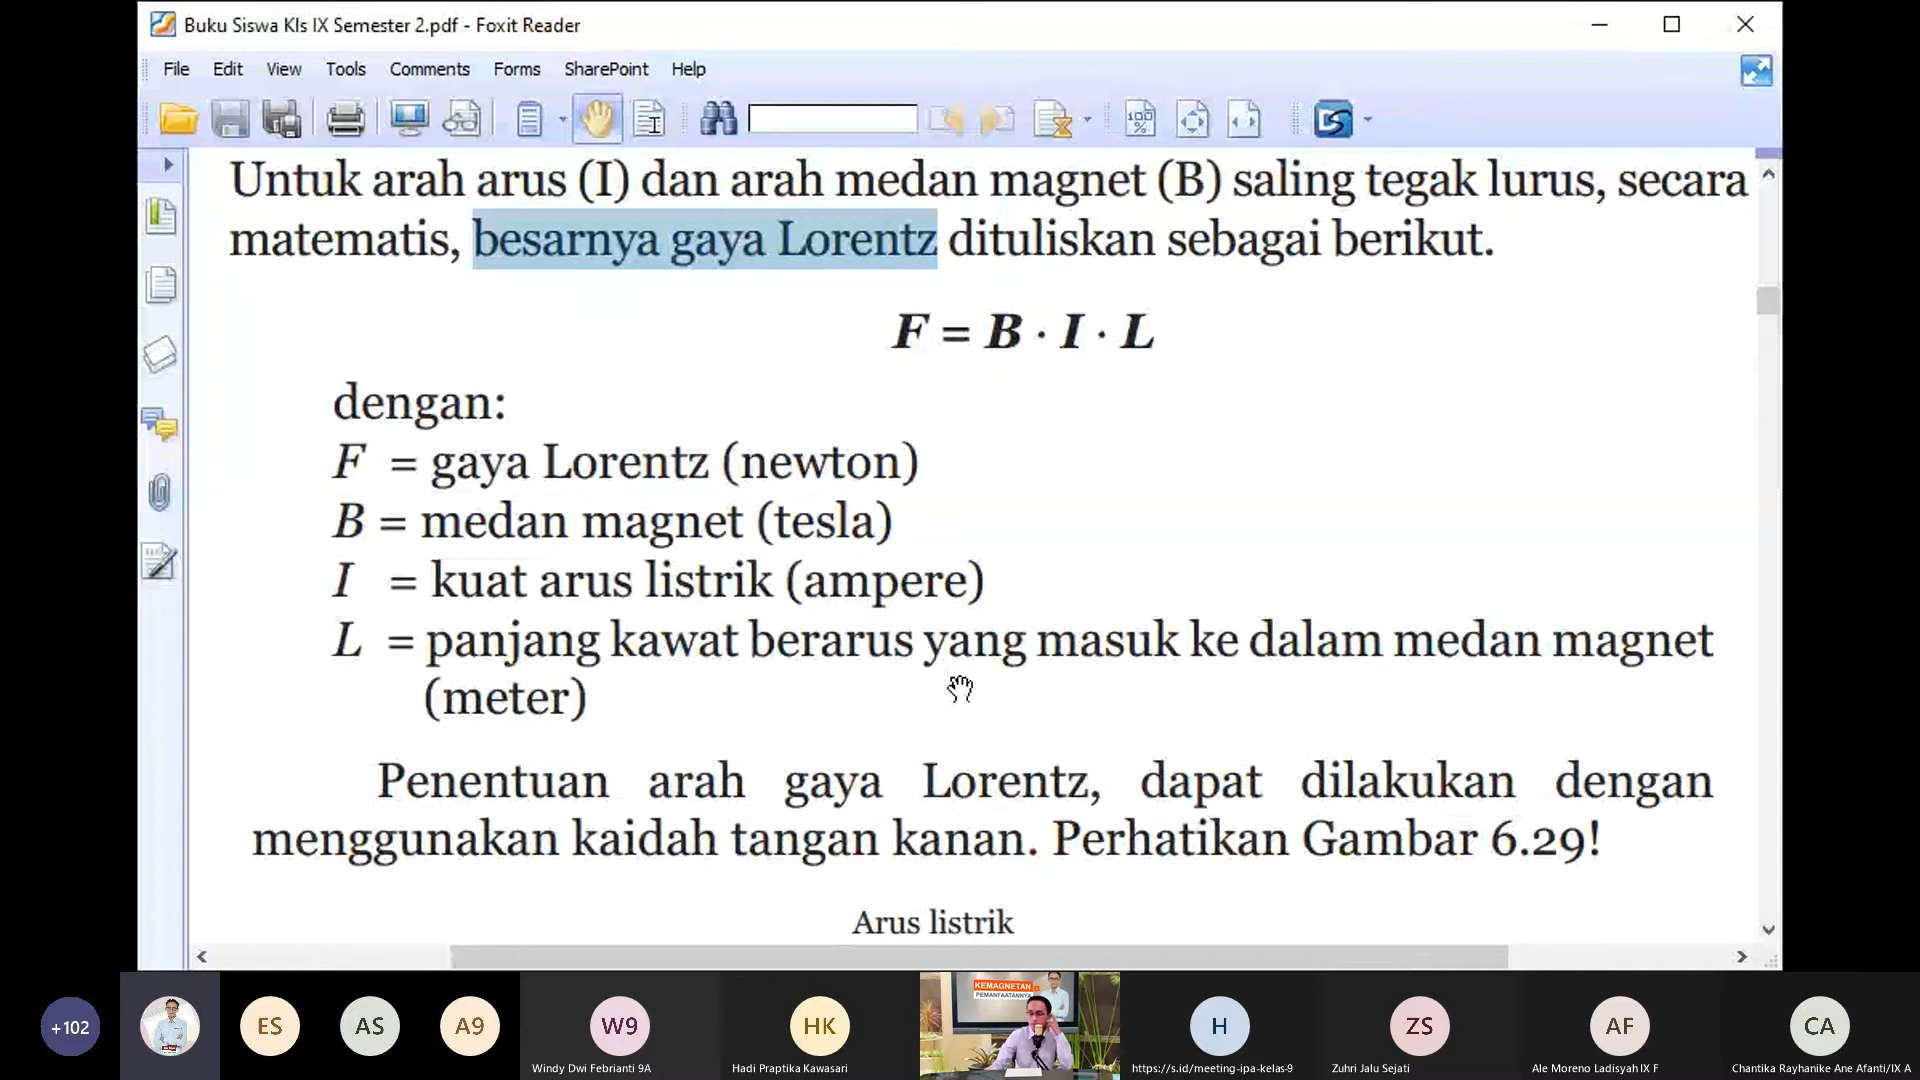 Buku Siswa Kls IX Semester 2.pdf - Foxit Reader
File Edit View Tools Comments Forms SharePoint Help
Untuk arah arus (I) dan arah medan magnet (B) saling tegak lurus, secara
matematis, besarnya gaya Lorentz dituliskan sebagai berikut.
F = B · I · L
dengan:
F = gaya Lorentz (newton)
B = medan magnet (tesla)
I = kuat arus listrik (ampere)
L = panjang kawat berarus yang masuk ke dalam medan magnet
(meter)
Penentuan arah gaya Lorentz, dapat dilakukan dengan
menggunakan kaidah tangan kanan. Perhatikan Gambar 6.29!
Arus listrik
KEMAGNETAN
PEMANFAATANNYA
+102 ES AS A9 W9 HK H ZS AF CA
Windy Dwi Febrianti 9A Hadi Praptika Kawasari https://s.id/meeting-ipa-kelas-9 Zuhri Jalu Sejati Ale Moreno Ladisyah IX F Chantika Rayhanike Ane Afanti/IX A